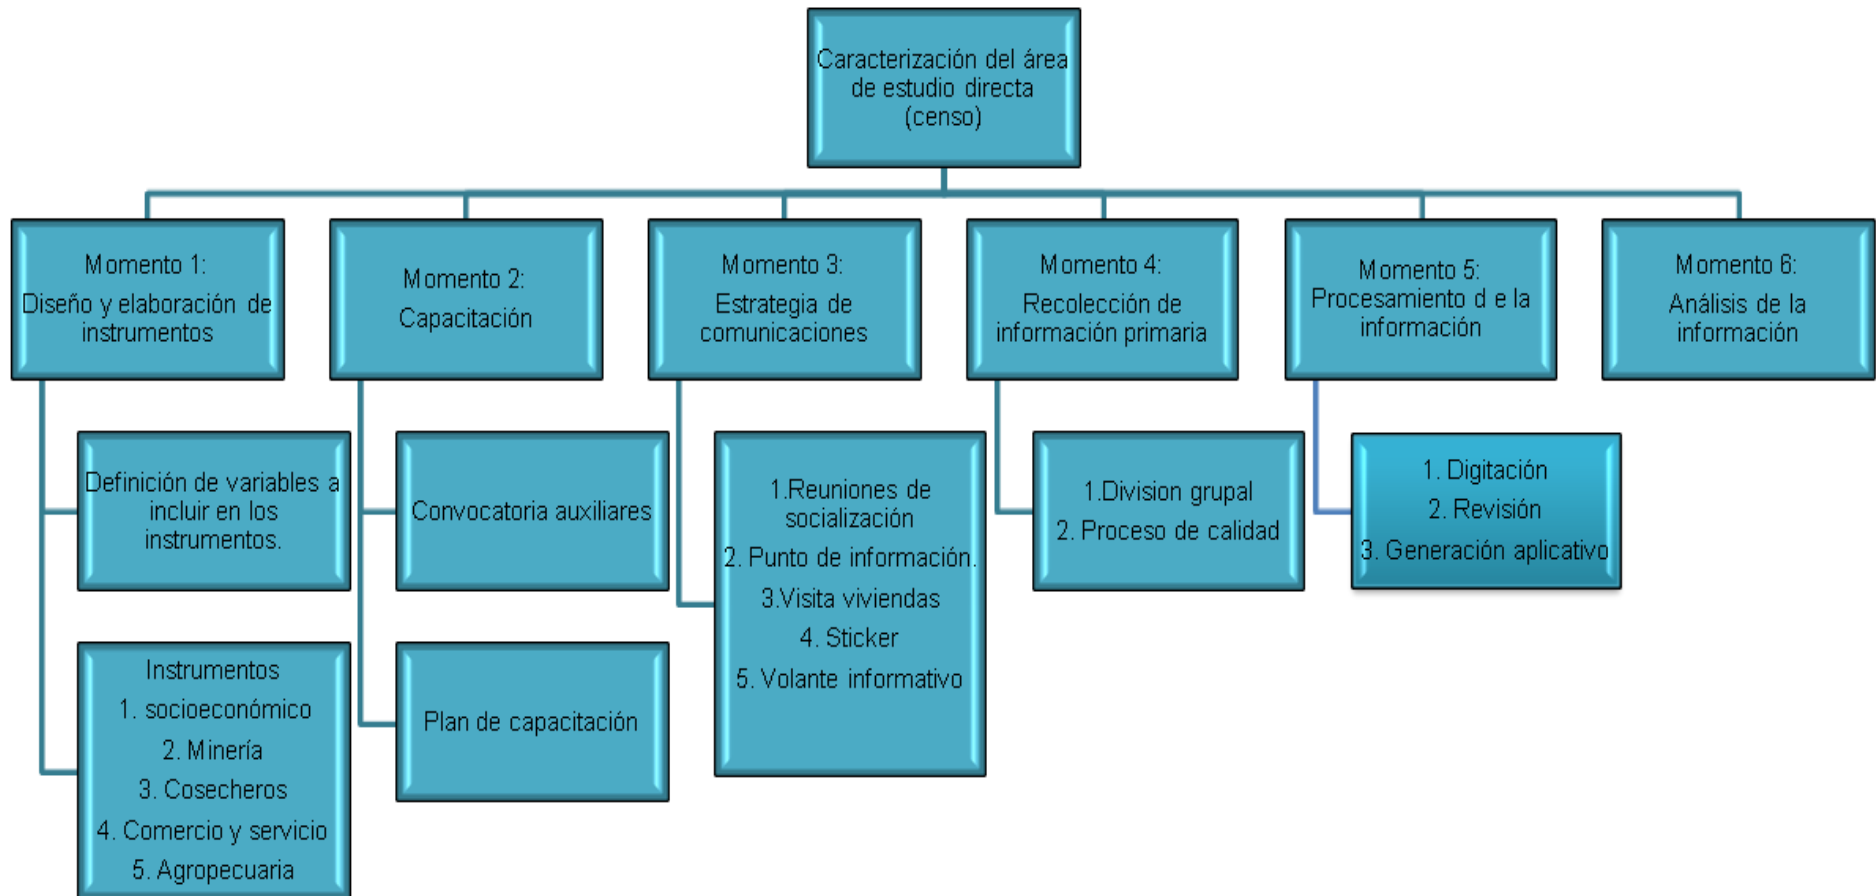 Caracterización del área
de estudio directa
(censo)
Momento 1:
Diseño y elaboración de
instrumentos
Momento 2:
Capacitación
Momento 3:
Estrategia de
comunicaciones
Momento 4:
Recolección de
información primaria
Momento 5:
Procesamiento d e la
información
Momento 6:
Análisis de la
información
Definición de variables a
incluir en los
instrumentos.
Instrumentos
1. socioeconómico
2. Minería
3. Cosecheros
4. Comercio y servicio
5. Agropecuaria
Convocatoria auxiliares
Plan de capacitación
1.Reuniones de
socialización
2. Punto de información.
3.Visita viviendas
4. Sticker
5. Volante informativo
1.Division grupal
2. Proceso de calidad
1. Digitación
2. Revisión
3. Generación aplicativo